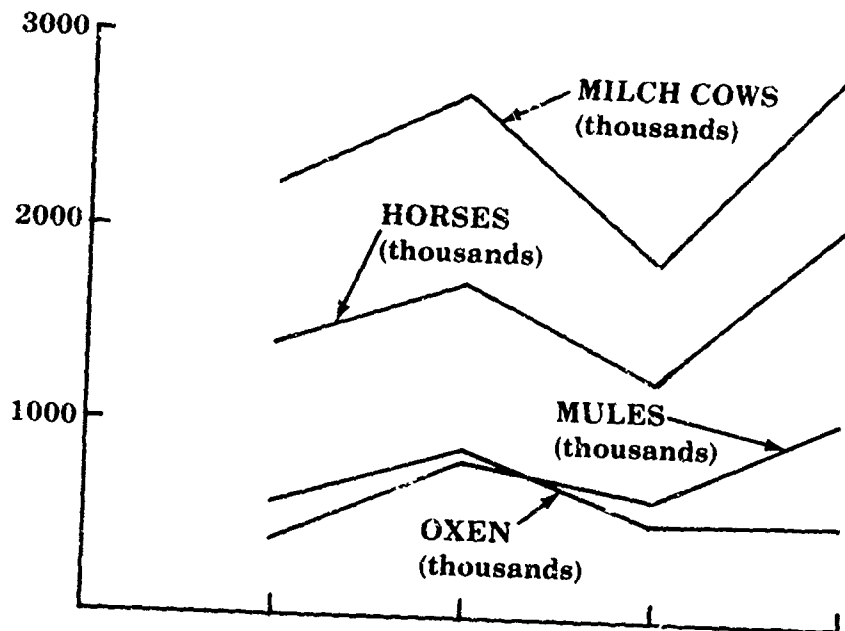 3000
MILCH COWS
(thousands)
2000
HORSES
(thousands)
1000
MULES
(thousands)
OXEN
(thousands)